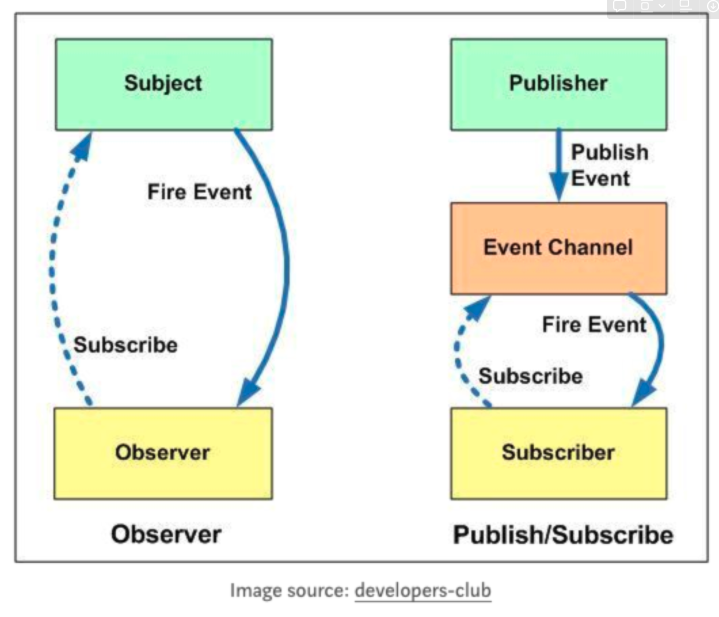 Subject
Fire Event
Subscribe
Observer
Observer
Publisher
Publish
Event
Event Channel
Fire Event
Subscribe
Subscriber
Publish/Subscribe
Image source: developers-club